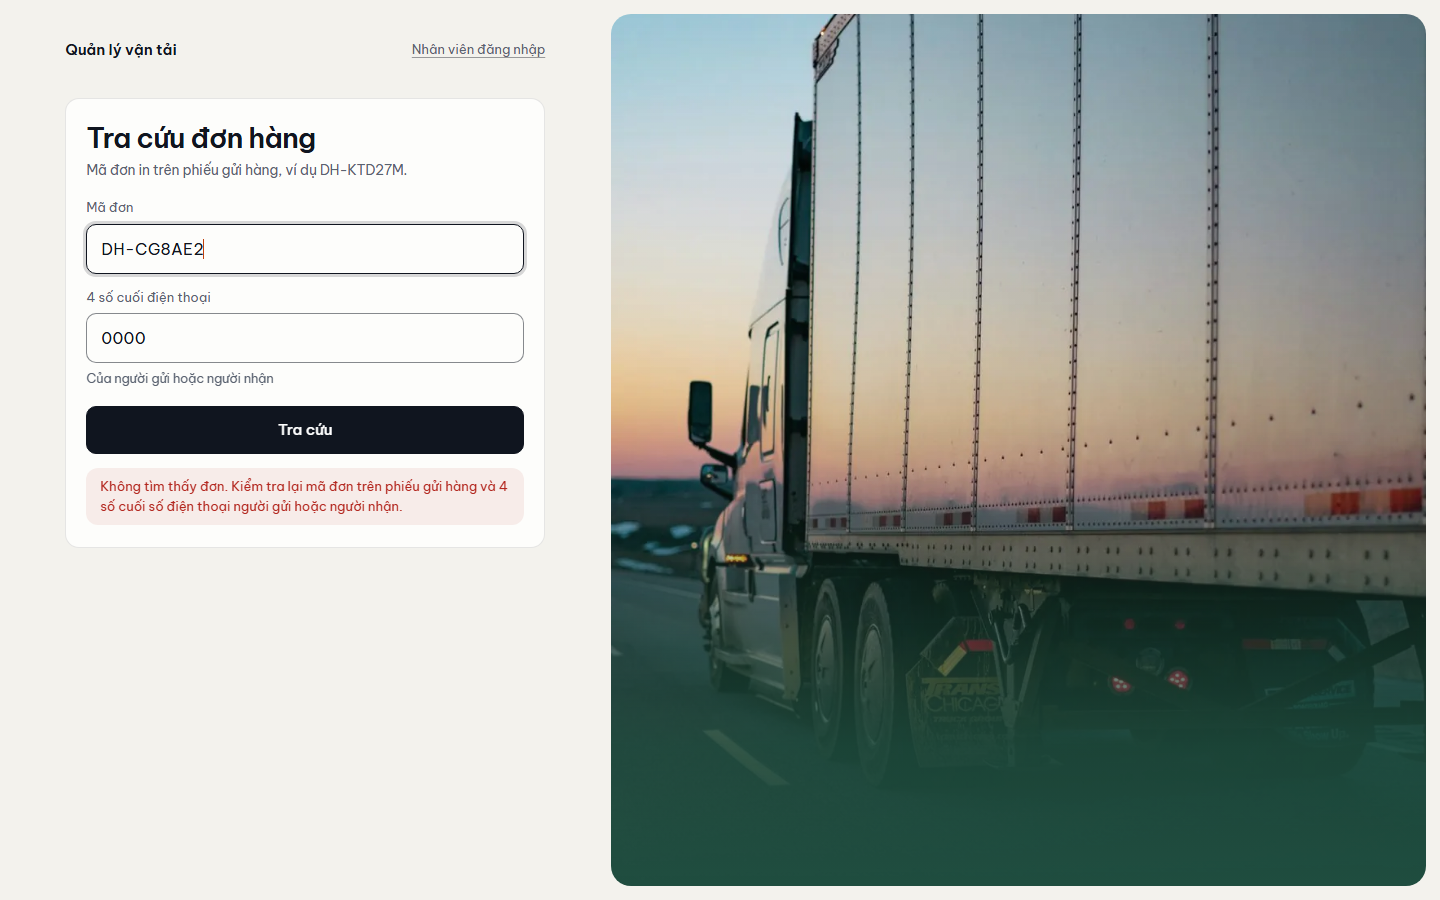 Quản lý vận tải
Nhân viên đăng nhập
Tra cứu đơn hàng
Mã đơn in trên phiếu gửi hàng, ví dụ DH-KTD27M.
Mã đơn
DH-CG8AE2
4 số cuối điện thoại
0000
Của người gửi hoặc người nhận
Tra cứu
Không tìm thấy đơn. Kiểm tra lại mã đơn trên phiếu gửi hàng và 4
số cuối số điện thoại người gửi hoặc người nhận.
TRANS
CHICAGO